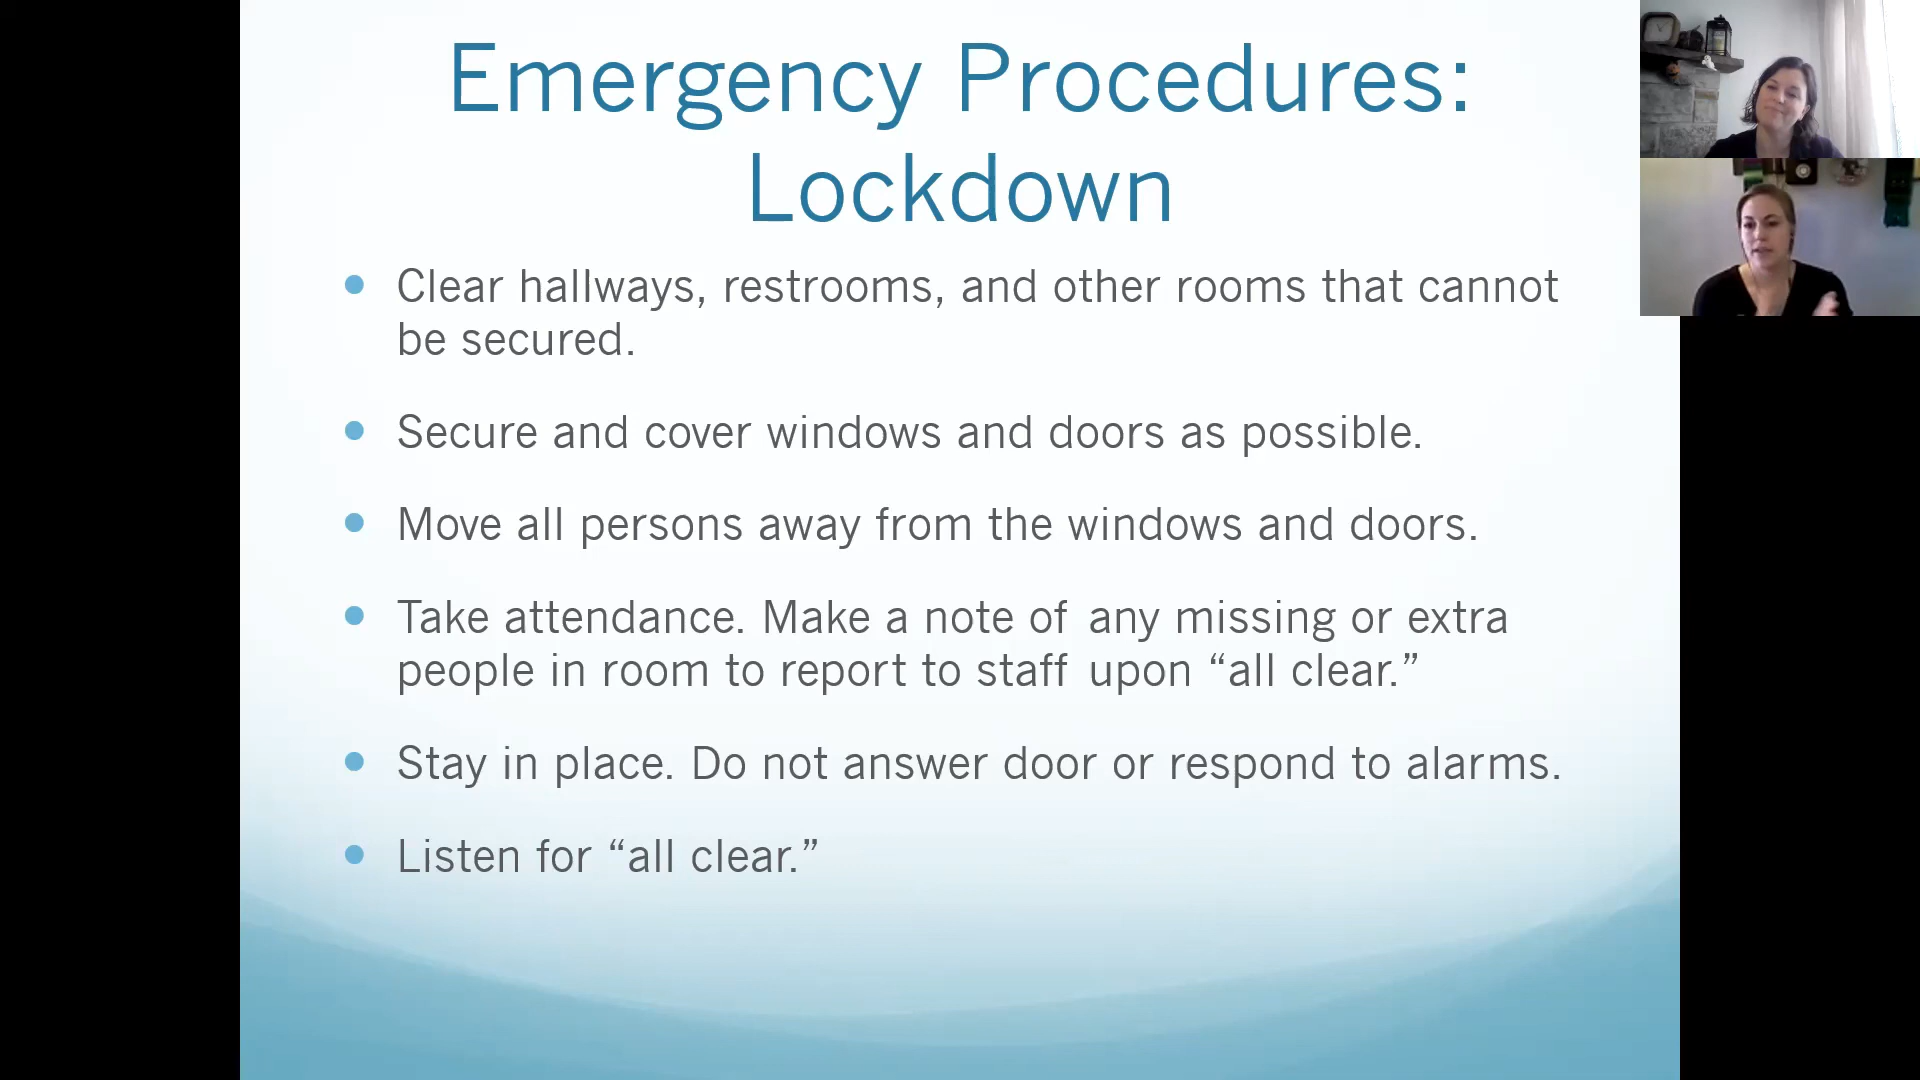 Emergency Procedures:
Lockdown
Clear hallways, restrooms, and other rooms that cannot
be secured.
Secure and cover windows and doors as possible.
Move all persons away from the windows and doors.
Take attendance. Make a note of any missing or extra
people in room to report to staff upon “all clear.”
Stay in place. Do not answer door or respond to alarms.
Listen for “all clear.”